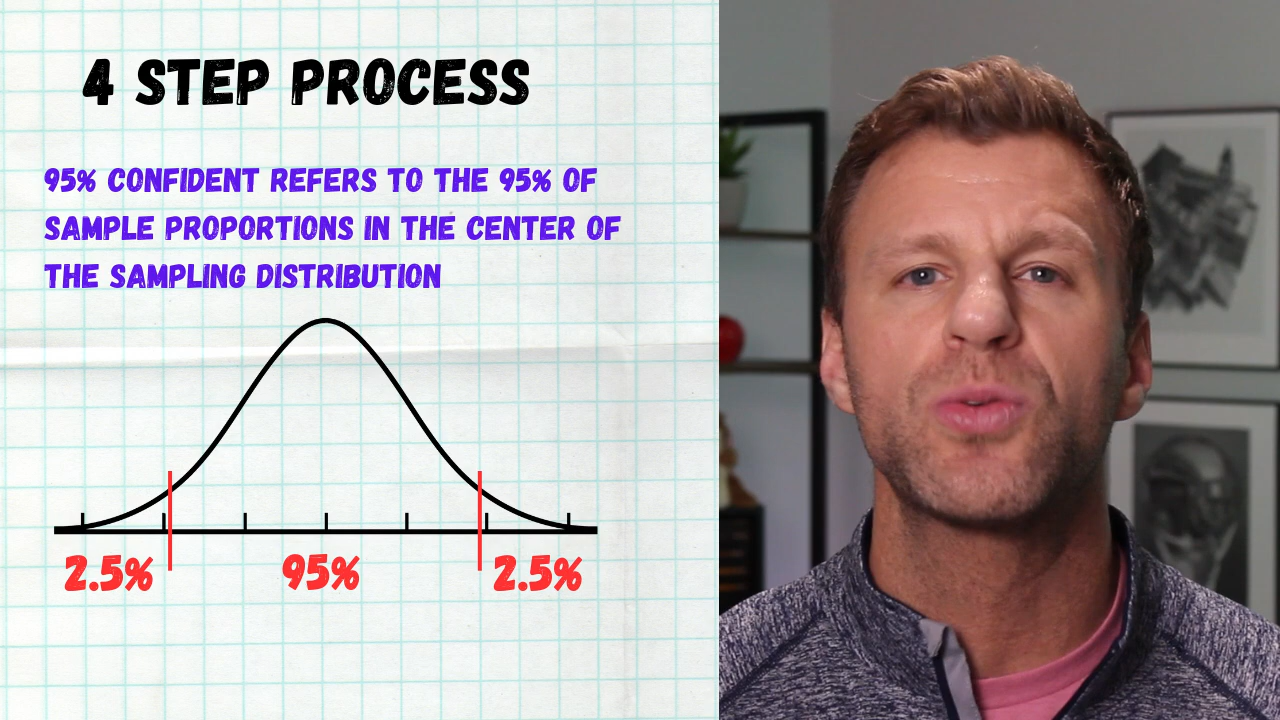 4 STEP PROCESS
95% CONFIDENT REFERS TO THE 95% OF
SAMPLE PROPORTIONS IN THE CENTER OF
THE SAMPLING DISTRIBUTION
2.5% 95% 2.5%